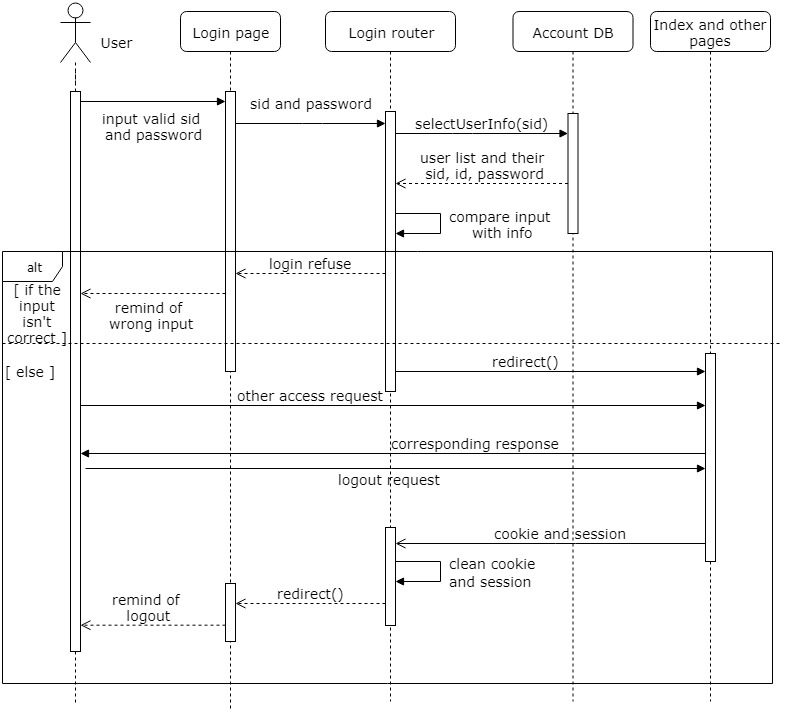 User
Login page
Login router
Account DB
Index and other
pages
input valid sid
and password
sid and password
selectUserInfo(sid)
user list and their
sid, id, password
compare input
with info
alt
[ if the
input
isn't
correct ]
login refuse
remind of
wrong input
[ else ]
redirect()
other access request
corresponding response
logout request
cookie and session
clean cookie
and session
redirect()
remind of
logout